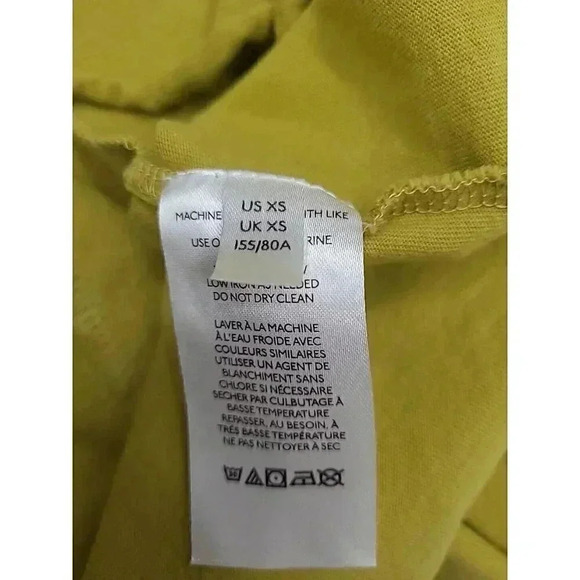 US XS
UK XS
155/80A
MACHINE ITH LIKE
USE O RINE
LOW IRON AS NEEDED
DO NOT DRY CLEAN
LAVER À LA MACHINE
À L'EAU FROIDE AVEC
COULEURS SIMILAIRES
UTILISER UN AGENT DE
BLANCHIMENT SANS
CHLORE SI NÉCESSAIRE
SECHER PAR CULBUTAGE À
BASSE TEMPERATURE
REPASSER, AU BESOIN, À
TRÈS BASSE TEMPÉRATURE
NE PAS NETTOYER À SEC